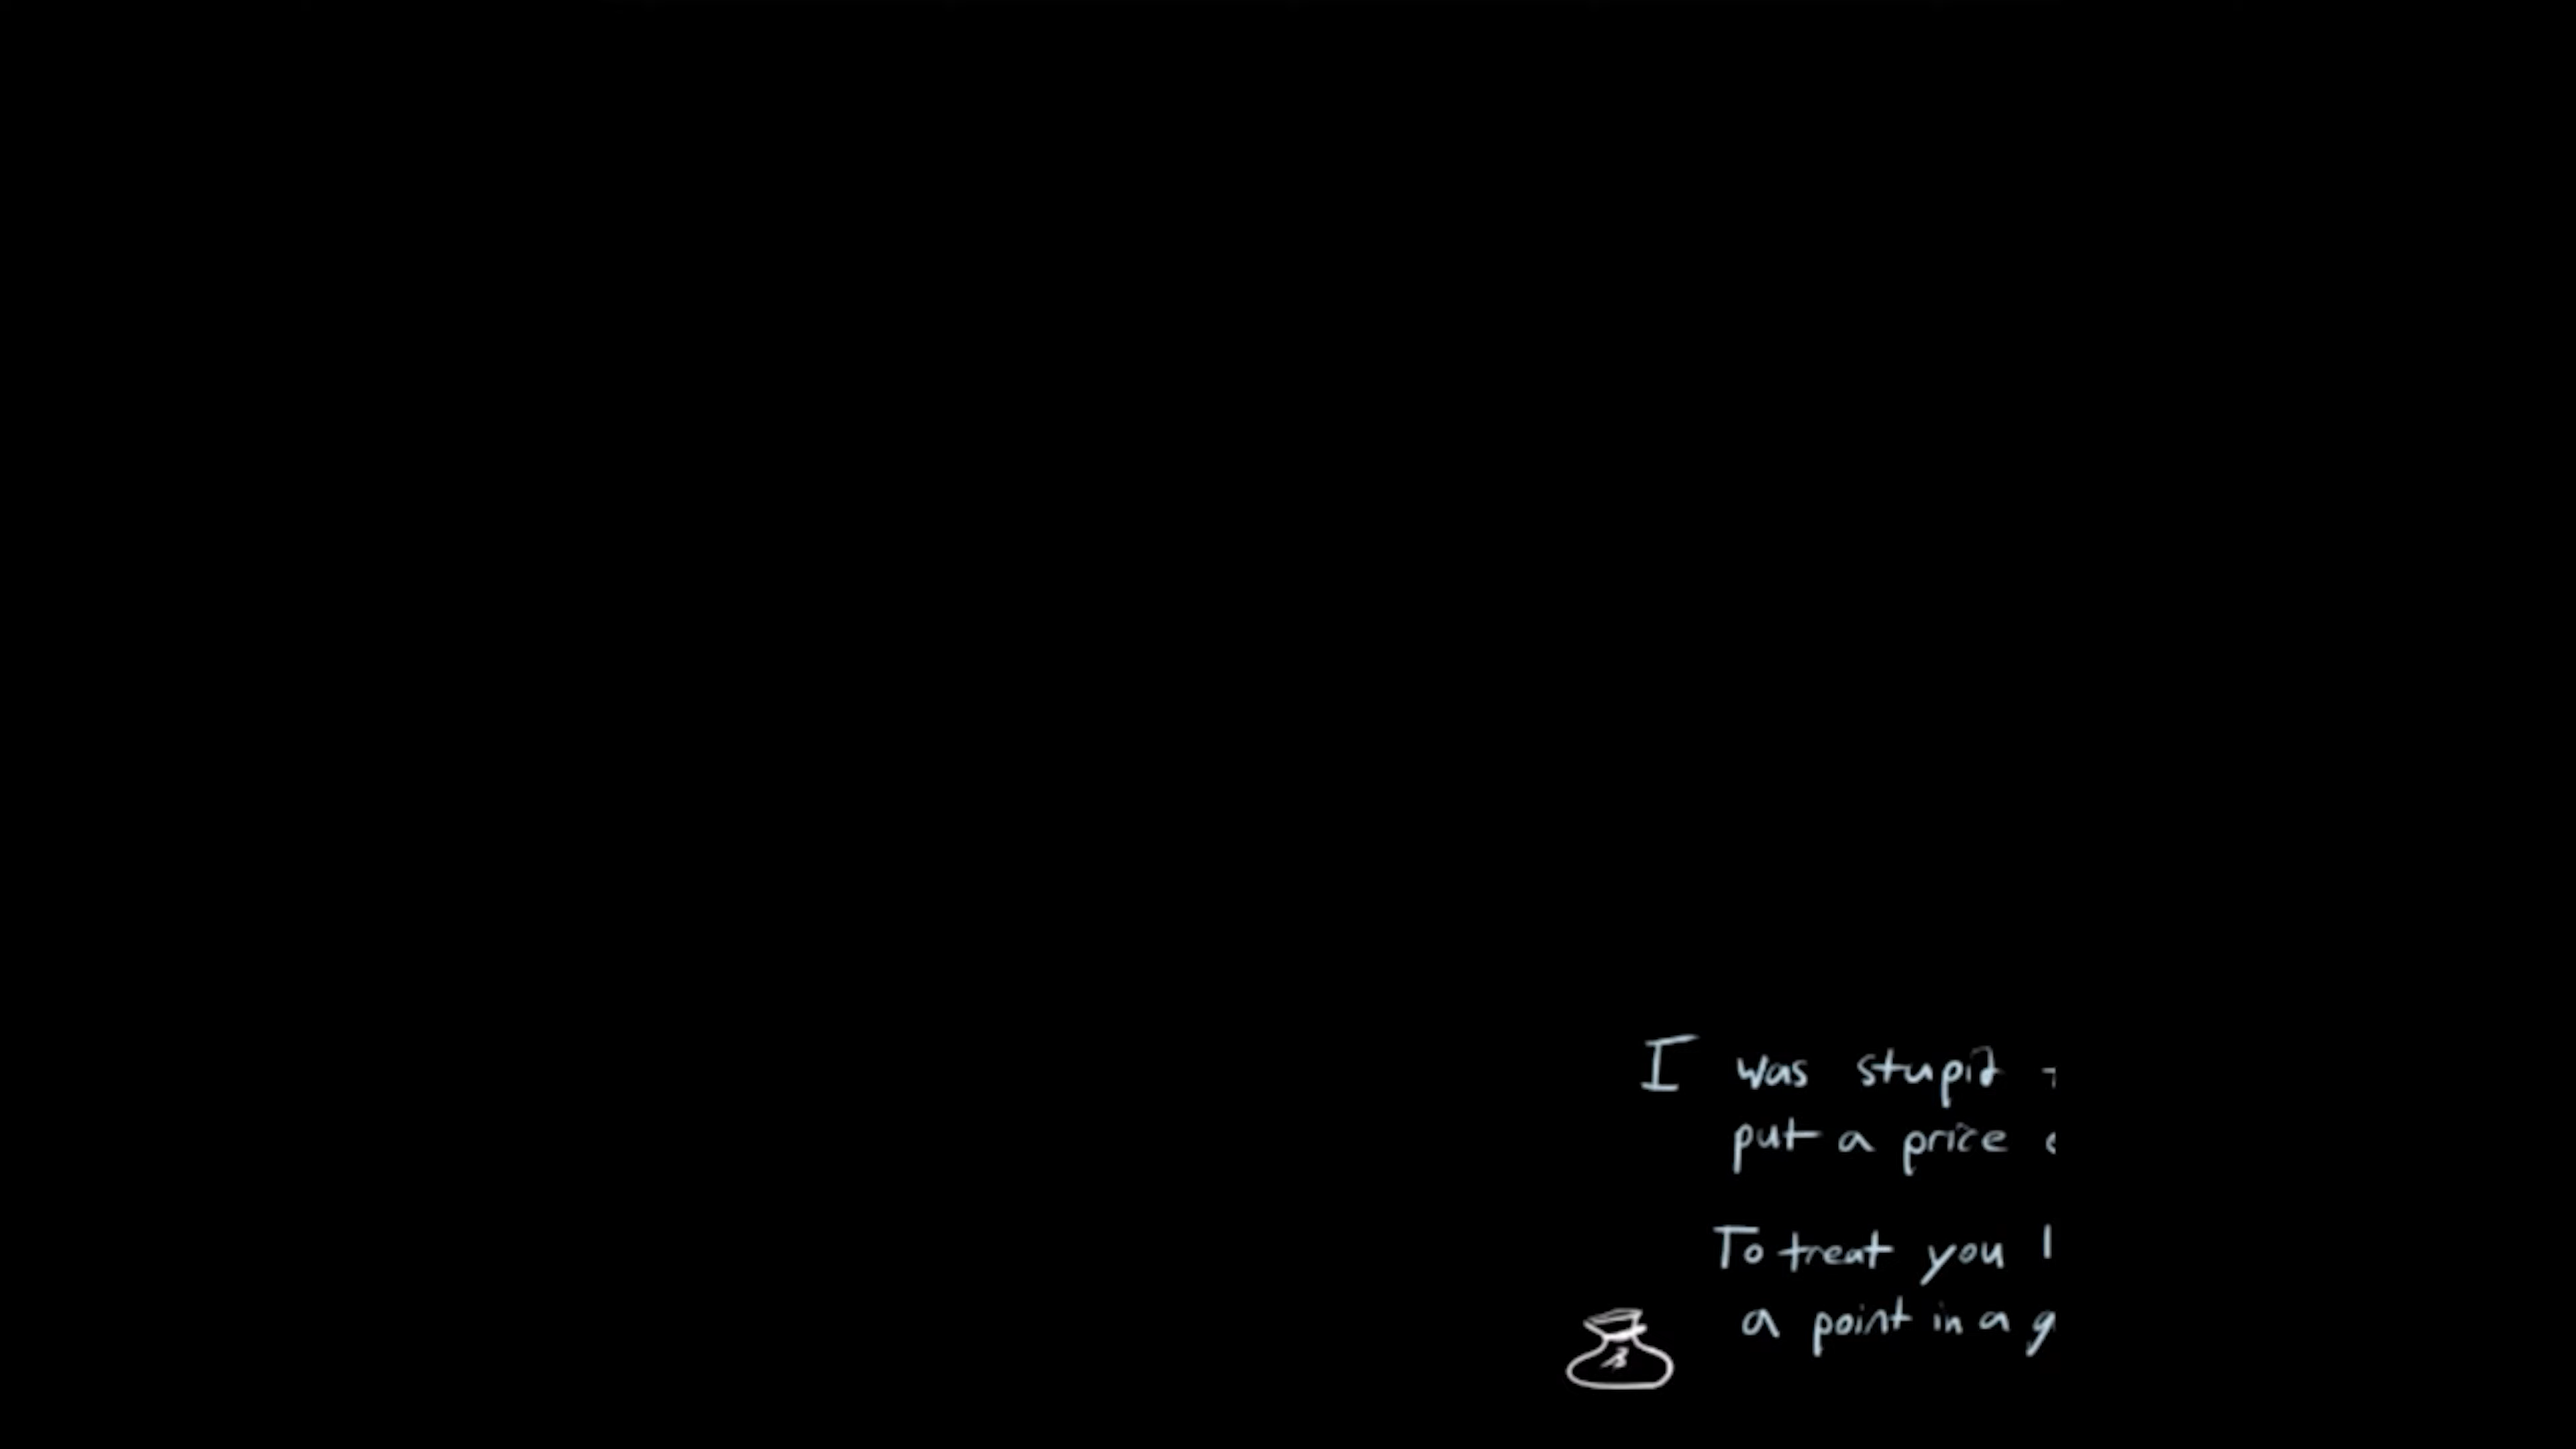 I was stupid
put a price
To treat you
a point in a